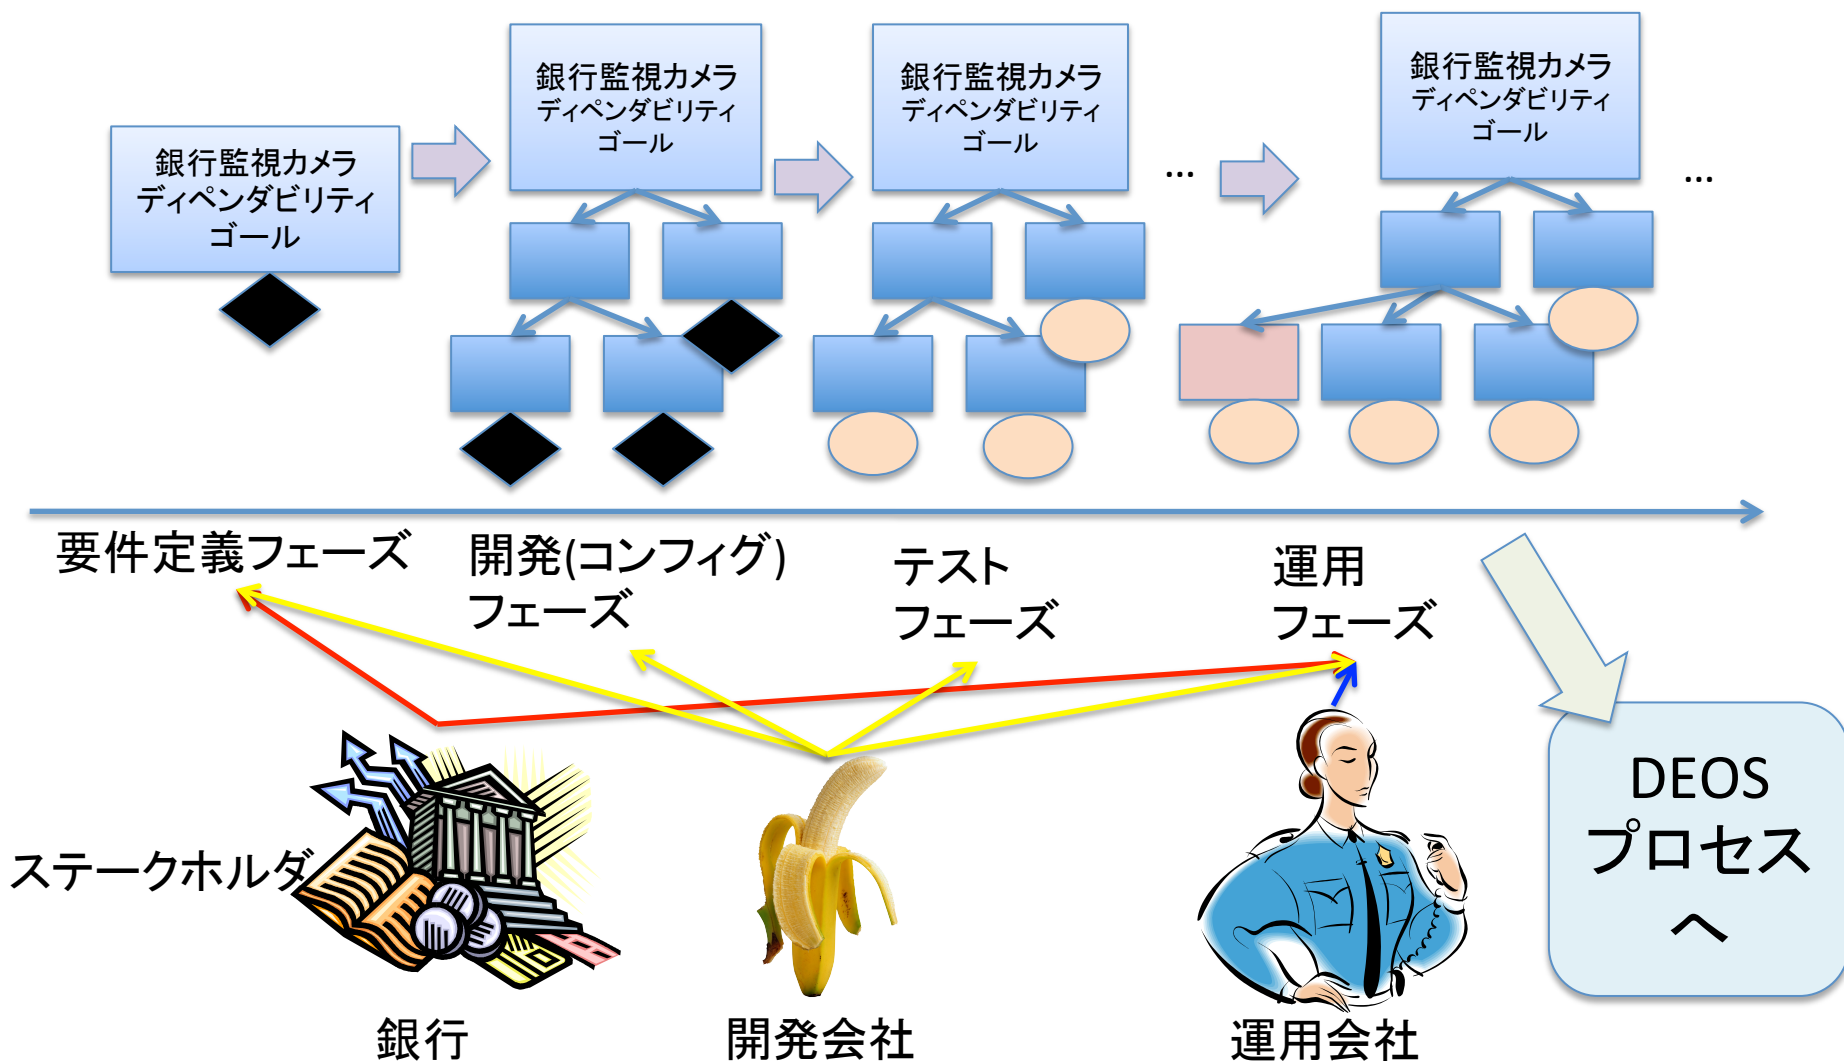 銀行監視カメラ
ディペンダビリティ
ゴール
銀行監視カメラ
ディペンダビリティ
ゴール
銀行監視カメラ
ディペンダビリティ
ゴール
...
銀行監視カメラ
ディペンダビリティ
ゴール
...
要件定義フェーズ
開発(コンフィグ)
フェーズ
テスト
フェーズ
運用
フェーズ
ステークホルダ
銀行
開発会社
運用会社
DEOS
プロセス
へ